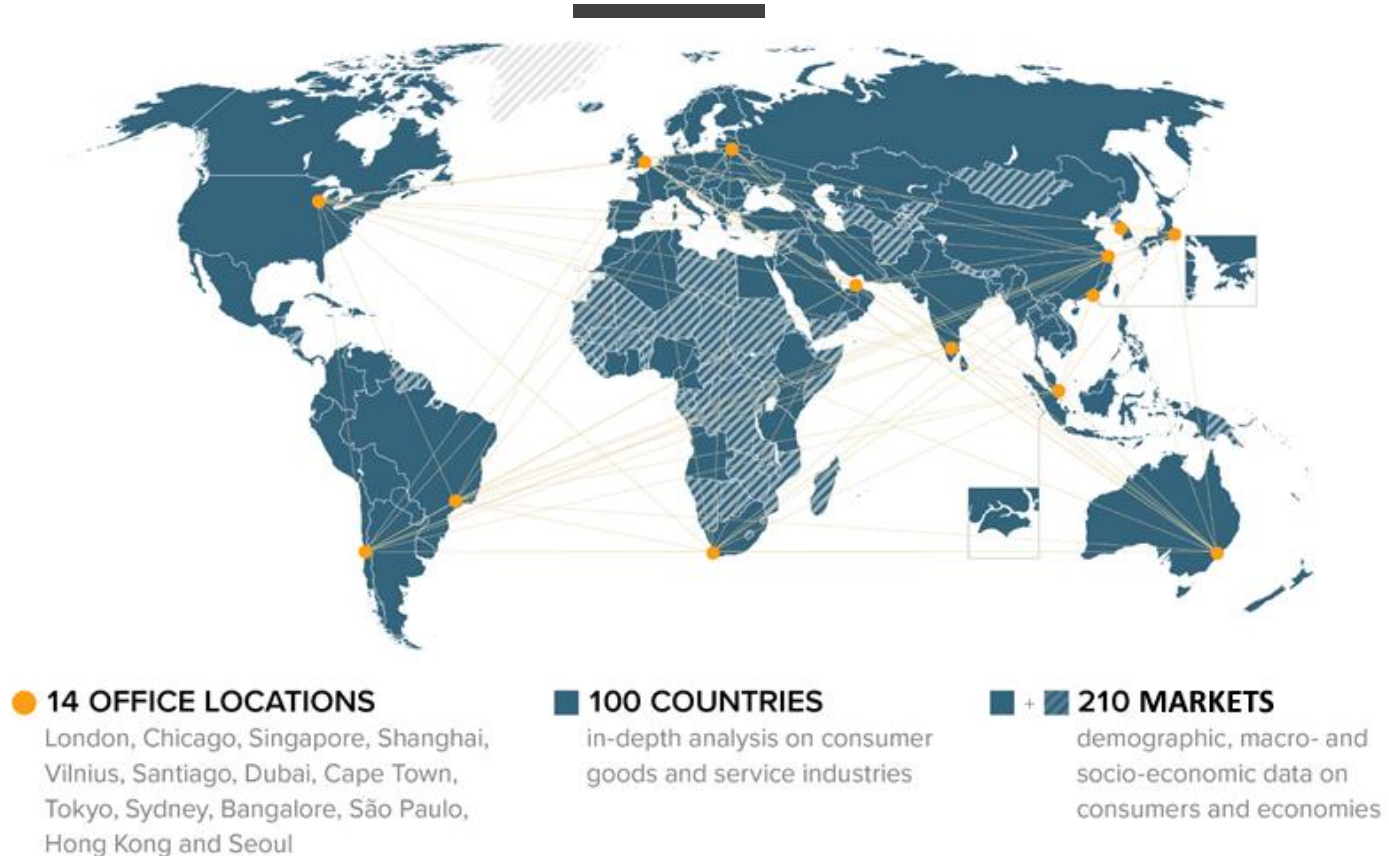 14 OFFICE LOCATIONS
London, Chicago, Singapore, Shanghai,
Vilnius, Santiago, Dubai, Cape Town,
Tokyo, Sydney, Bangalore, São Paulo,
Hong Kong and Seoul
100 COUNTRIES
in-depth analysis on consumer
goods and service industries
+ 210 MARKETS
demographic, macro- and
socio-economic data on
consumers and economies